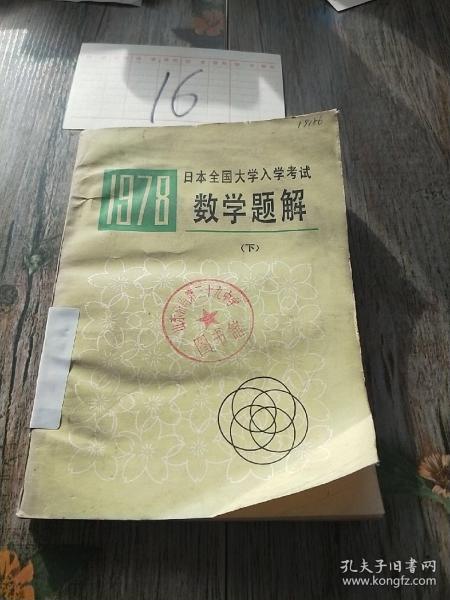 16
1978
日本全国大学入学考试
数学题解
（下）
图书馆
孔夫子旧书网
www.kongfz.com